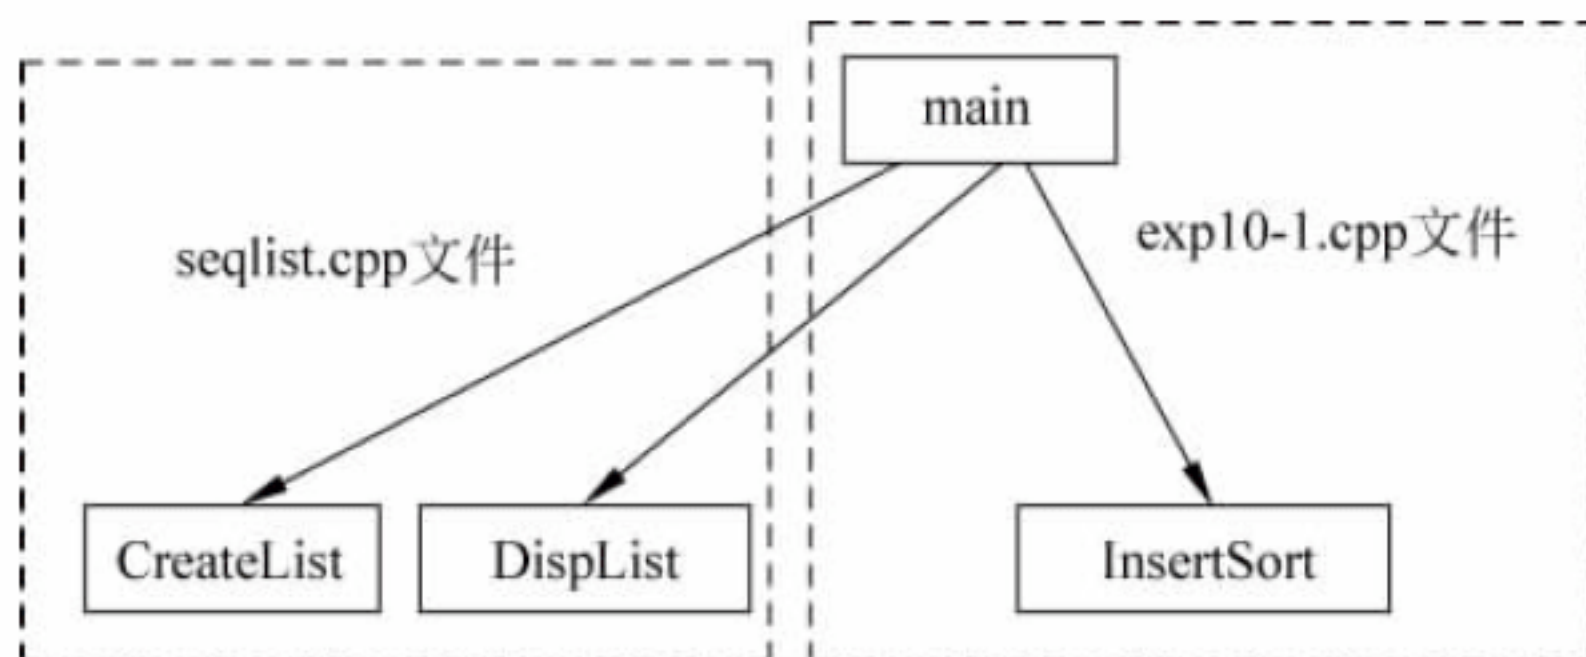 main
seqlist.cpp文件
exp10-1.cpp文件
CreateList
DispList
InsertSort